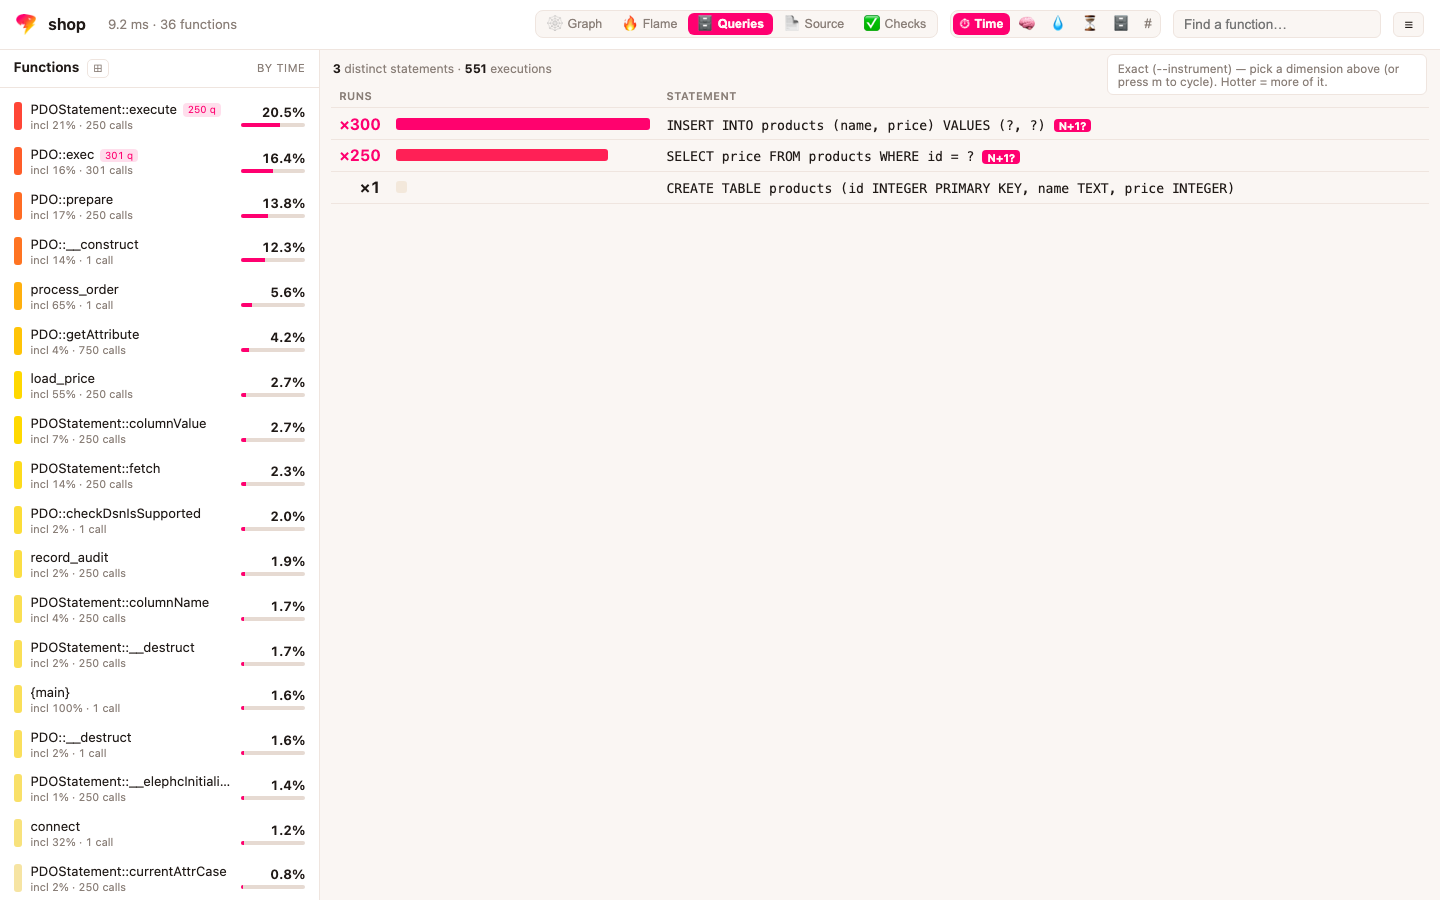 shop 9.2 ms · 36 functions
Graph Flame Queries Source Checks Time # Find a function... ≡
Functions BY TIME
PDOStatement::execute 250 q 20.5%
incl 21% · 250 calls
PDO::exec 301 q 16.4%
incl 16% · 301 calls
PDO::prepare 13.8%
incl 17% · 250 calls
PDO::__construct 12.3%
incl 14% · 1 call
process_order 5.6%
incl 65% · 1 call
PDO::getAttribute 4.2%
incl 4% · 750 calls
load_price 2.7%
incl 55% · 250 calls
PDOStatement::columnValue 2.7%
incl 7% · 250 calls
PDOStatement::fetch 2.3%
incl 14% · 250 calls
PDO::checkDsnIsSupported 2.0%
incl 2% · 1 call
record_audit 1.9%
incl 2% · 250 calls
PDOStatement::columnName 1.7%
incl 4% · 250 calls
PDOStatement::__destruct 1.7%
incl 2% · 250 calls
{main} 1.6%
incl 100% · 1 call
PDO::__destruct 1.6%
incl 2% · 1 call
PDOStatement::__elephcInitiali... 1.4%
incl 1% · 250 calls
connect 1.2%
incl 32% · 1 call
PDOStatement::currentAttrCase 0.8%
incl 2% · 250 calls
3 distinct statements · 551 executions
Exact (--instrument) — pick a dimension above (or
press m to cycle). Hotter = more of it.
RUNS STATEMENT
×300 INSERT INTO products (name, price) VALUES (?, ?) N+1?
×250 SELECT price FROM products WHERE id = ? N+1?
×1 CREATE TABLE products (id INTEGER PRIMARY KEY, name TEXT, price INTEGER)